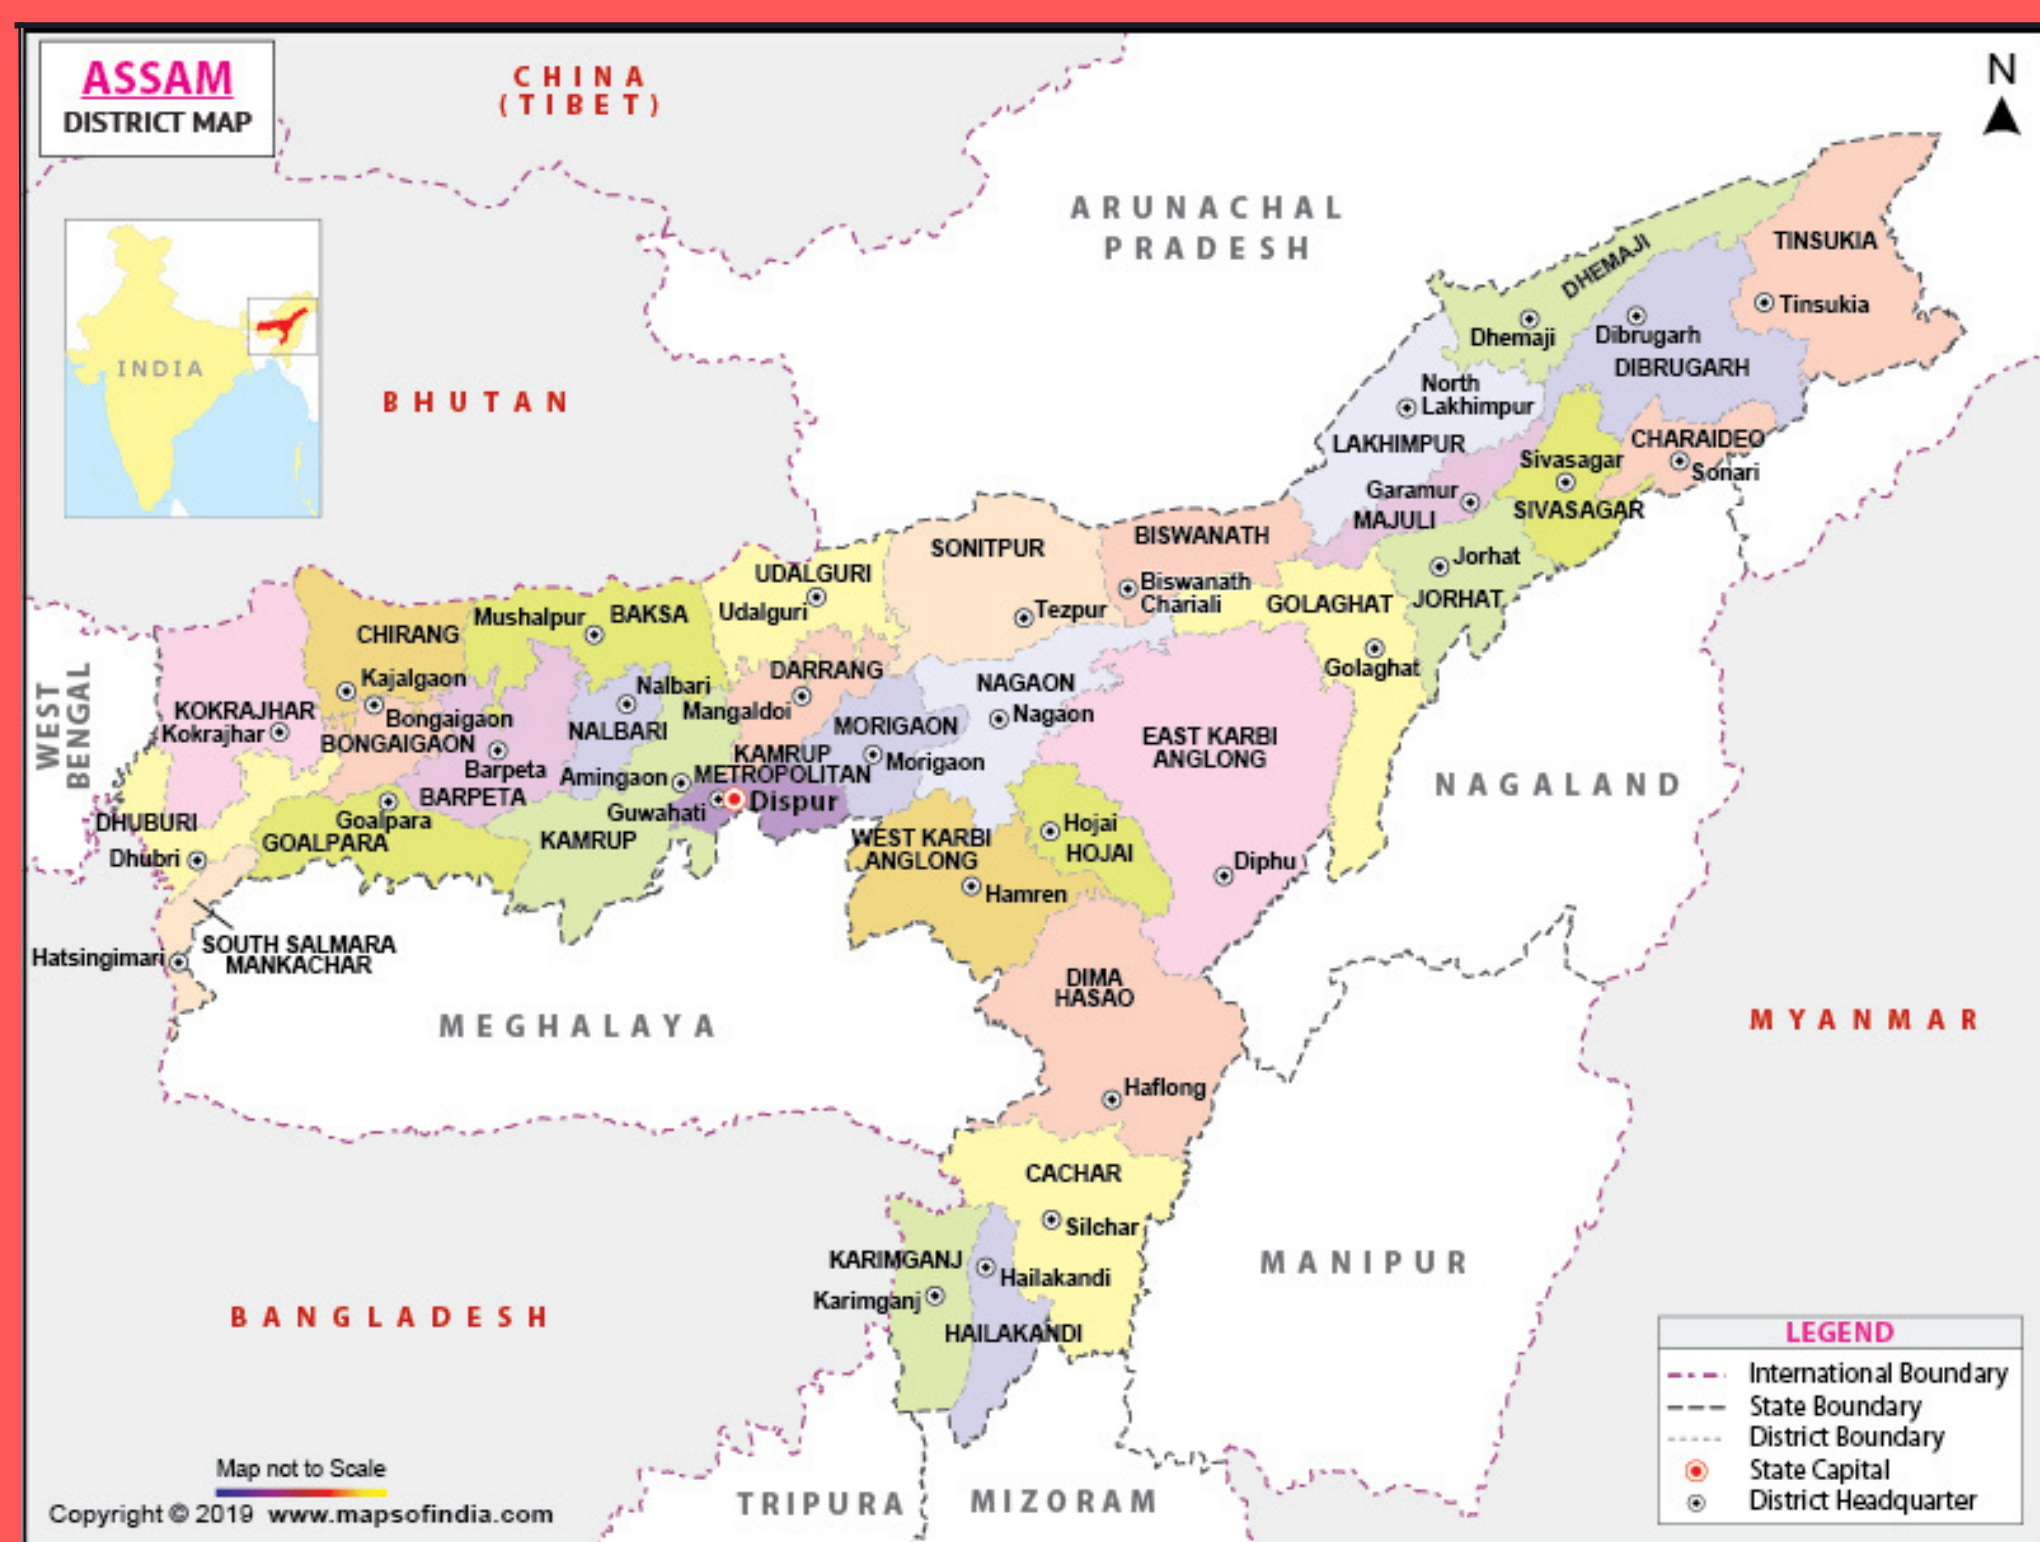 ASSAM
DISTRICT MAP
CHINA
(TIBET)
N
ARUNACHAL
PRADESH
INDIA
BHUTAN
DHEMAJI
Dhemaji
TINSUKIA
Tinsukia
Dibrugarh
DIBRUGARH
North
Lakhimpur
LAKHIMPUR
CHARAIDEO
Sonari
Sivasagar
SIVASAGAR
Garamur
MAJULI
Jorhat
JORHAT
BISWANATH
Biswanath
Chariali
SONITPUR
Tezpur
GOLAGHAT
Golaghat
UDALGURI
Udalguri
Mushalpur
BAKSA
CHIRANG
Kajalgaon
DARRANG
Mangaldoi
Nalbari
NALBARI
KOKRAJHAR
Kokrajhar
Bongaigaon
BONGAIGAON
Barpeta
BARPETA
WEST
BENGAL
NAGAON
Nagaon
MORIGAON
Morigaon
KAMRUP
METROPOLITAN
Amingaon
Guwahati
Dispur
KAMRUP
EAST KARBI
ANGLONG
Diphu
NAGALAND
DHUBURI
Dhubri
Goalpara
GOALPARA
WEST KARBI
ANGLONG
Hamren
Hojai
HOJAI
SOUTH SALMARA
MANKACHAR
Hatsingimari
MEGHALAYA
DIMA
HASAO
Haflong
MYANMAR
CACHAR
Silchar
KARIMGANJ
Karimganj
Hailakandi
HAILAKANDI
MANIPUR
BANGLADESH
TRIPURA
MIZORAM
LEGEND
International Boundary
State Boundary
District Boundary
State Capital
District Headquarter
Map not to Scale
Copyright © 2019 www.mapsofindia.com